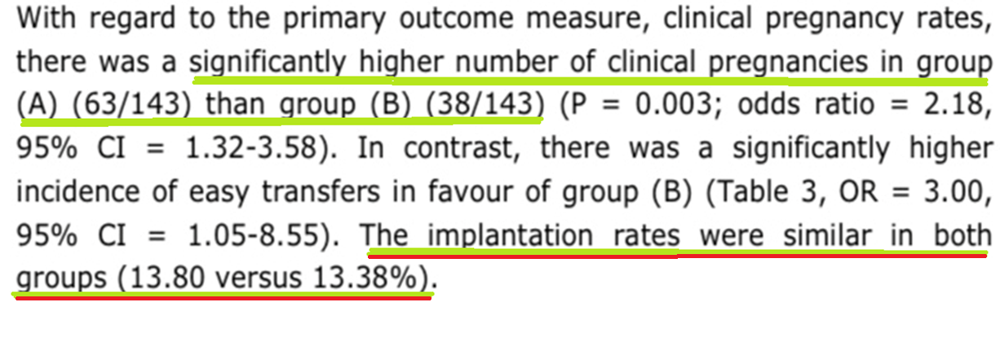 With regard to the primary outcome measure, clinical pregnancy rates,
there was a significantly higher number of clinical pregnancies in group
(A) (63/143) than group (B) (38/143) (P = 0.003; odds ratio = 2.18,
95% CI = 1.32-3.58). In contrast, there was a significantly higher
incidence of easy transfers in favour of group (B) (Table 3, OR = 3.00,
95% CI = 1.05-8.55). The implantation rates were similar in both
groups (13.80 versus 13.38%).